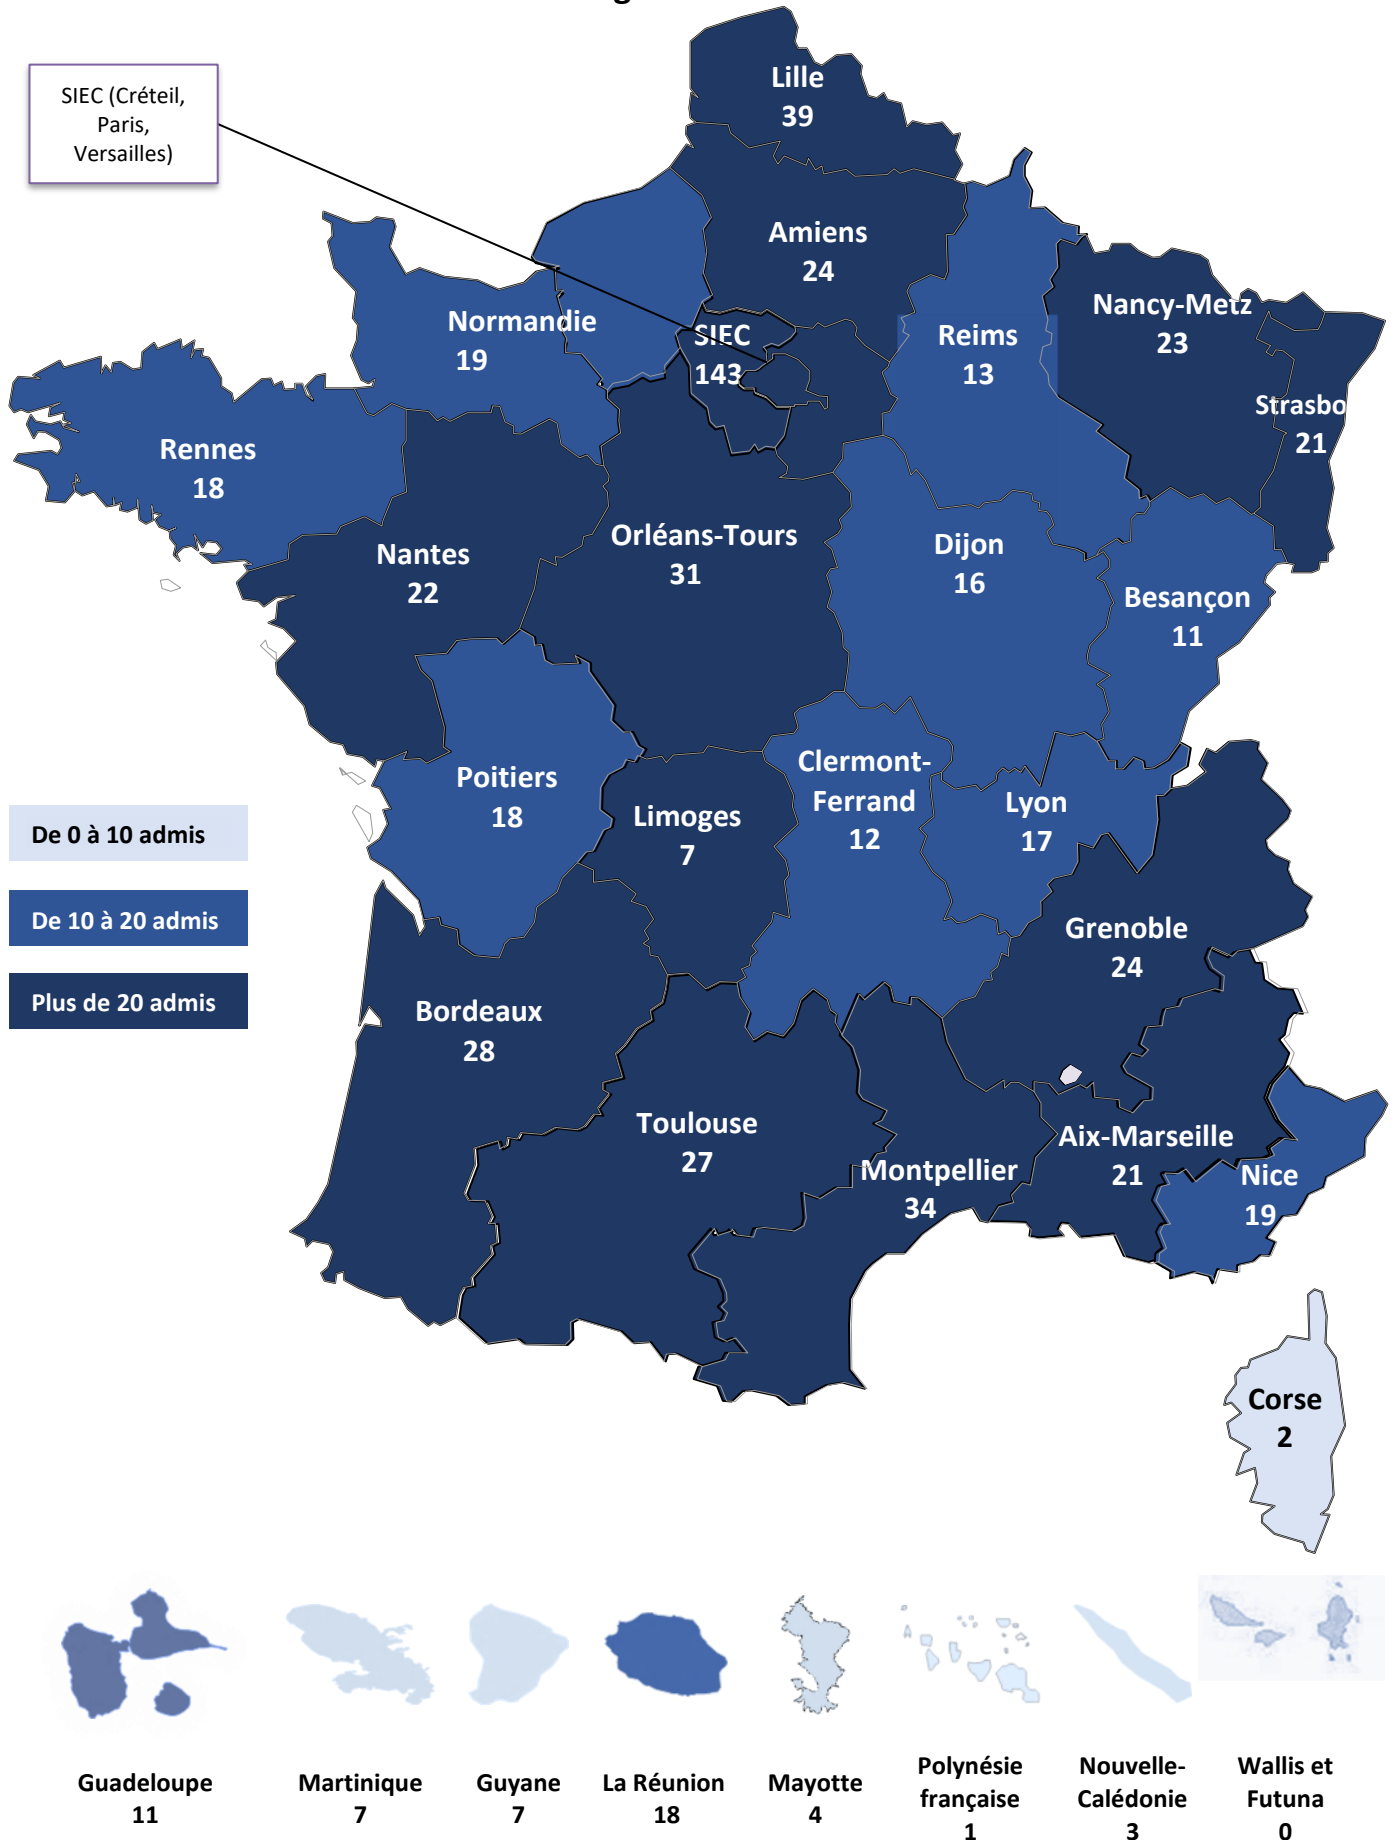 SIEC (Créteil,
Paris,
Versailles)
Lille
39
Amiens
24
Normandie
19
SIEC
143
Reims
13
Nancy-Metz
23
Strasbo
21
Rennes
18
Nantes
22
Orléans-Tours
31
Dijon
16
Besançon
11
Poitiers
18
Limoges
7
Clermont-
Ferrand
12
Lyon
17
De 0 à 10 admis
De 10 à 20 admis
Plus de 20 admis
Grenoble
24
Bordeaux
28
Toulouse
27
Montpellier
34
Aix-Marseille
21
Nice
19
Corse
2
Guadeloupe
11
Martinique
7
Guyane
7
La Réunion
18
Mayotte
4
Polynésie
française
1
Nouvelle-
Calédonie
3
Wallis et
Futuna
0